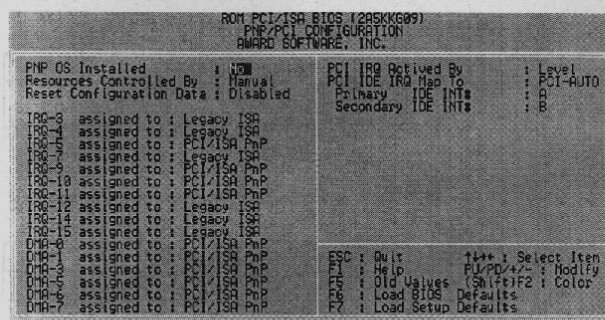 ROM PCI/ISA BIOS (2A5KKG09)
PNP/PCI CONFIGURATION
AWARD SOFTWARE, INC.
PNP OS Installed : No
Resources Controlled By : Manual
Reset Configuration Data : Disabled
IRQ-3 assigned to : Legacy ISA
IRQ-4 assigned to : Legacy ISA
IRQ-5 assigned to : PCI/ISA PnP
IRQ-7 assigned to : Legacy ISA
IRQ-9 assigned to : PCI/ISA PnP
IRQ-10 assigned to : PCI/ISA PnP
IRQ-11 assigned to : PCI/ISA PnP
IRQ-12 assigned to : Legacy ISA
IRQ-14 assigned to : Legacy ISA
IRQ-15 assigned to : Legacy ISA
DMA-0 assigned to : PCI/ISA PnP
DMA-1 assigned to : PCI/ISA PnP
DMA-3 assigned to : PCI/ISA PnP
DMA-5 assigned to : PCI/ISA PnP
DMA-6 assigned to : PCI/ISA PnP
DMA-7 assigned to : PCI/ISA PnP
PCI IRQ Actived By : Level
PCI IDE IRQ Map To : PCI-AUTO
Primary IDE INT# : A
Secondary IDE INT# : B
ESC : Quit ↑↓→← : Select Item
F1 : Help PU/PD/+/- : Modify
F5 : Old Values (Shift)F2 : Color
F6 : Load BIOS Defaults
F7 : Load Setup Defaults